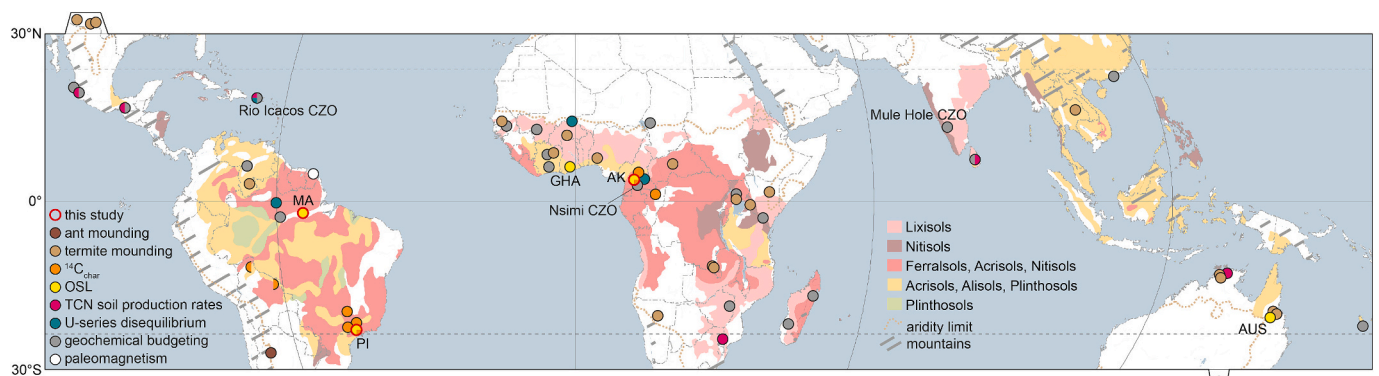 30°N
Rio Icacos CZO
Mule Hole CZO
GHA
AK
MA
Nsimi CZO
0°
this study
ant mounding
termite mounding
14Cchar
OSL
TCN soil production rates
U-series disequilibrium
geochemical budgeting
paleomagnetism
PI
Lixisols
Nitisols
Ferralsols, Acrisols, Nitisols
Acrisols, Alisols, Plinthosols
Plinthosols
aridity limit
mountains
AUS
30°S